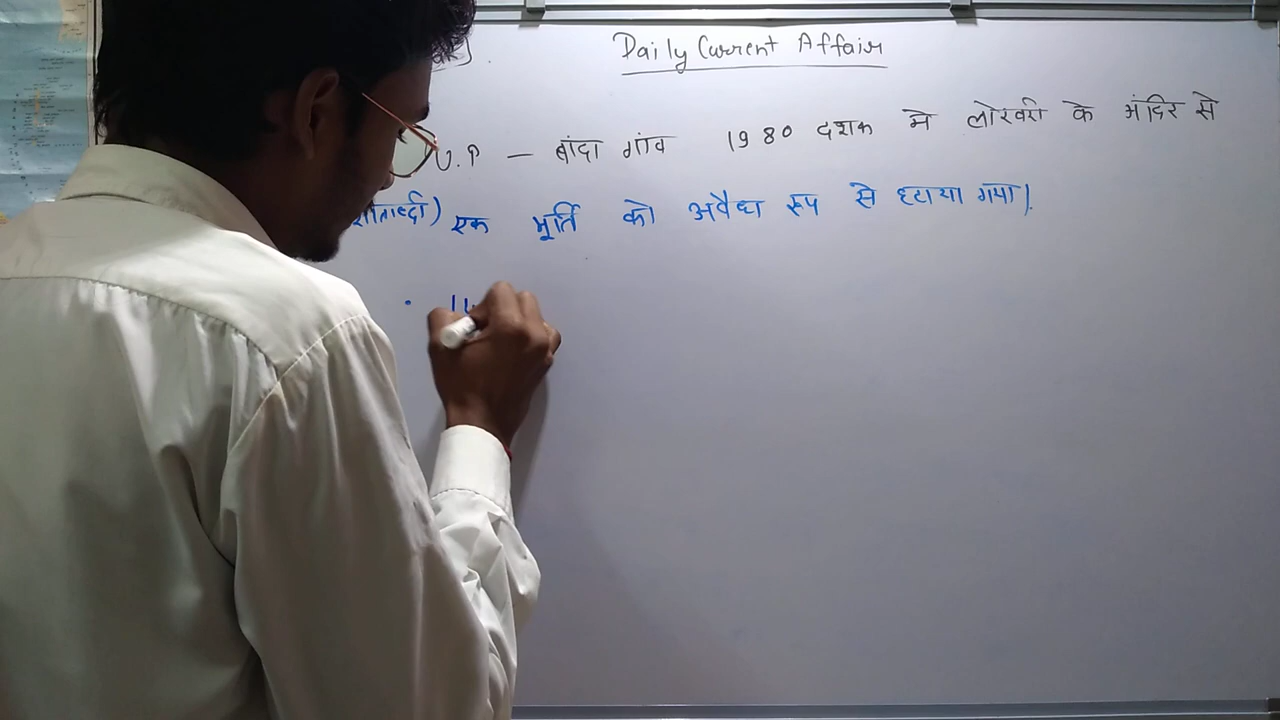 Daily Current Affair
U.P — बांदा गांव 1980 दशक मे लोखरी के मंदिर से
शताब्दी) एक मूर्ति को अवैध रूप से हटाया गया।